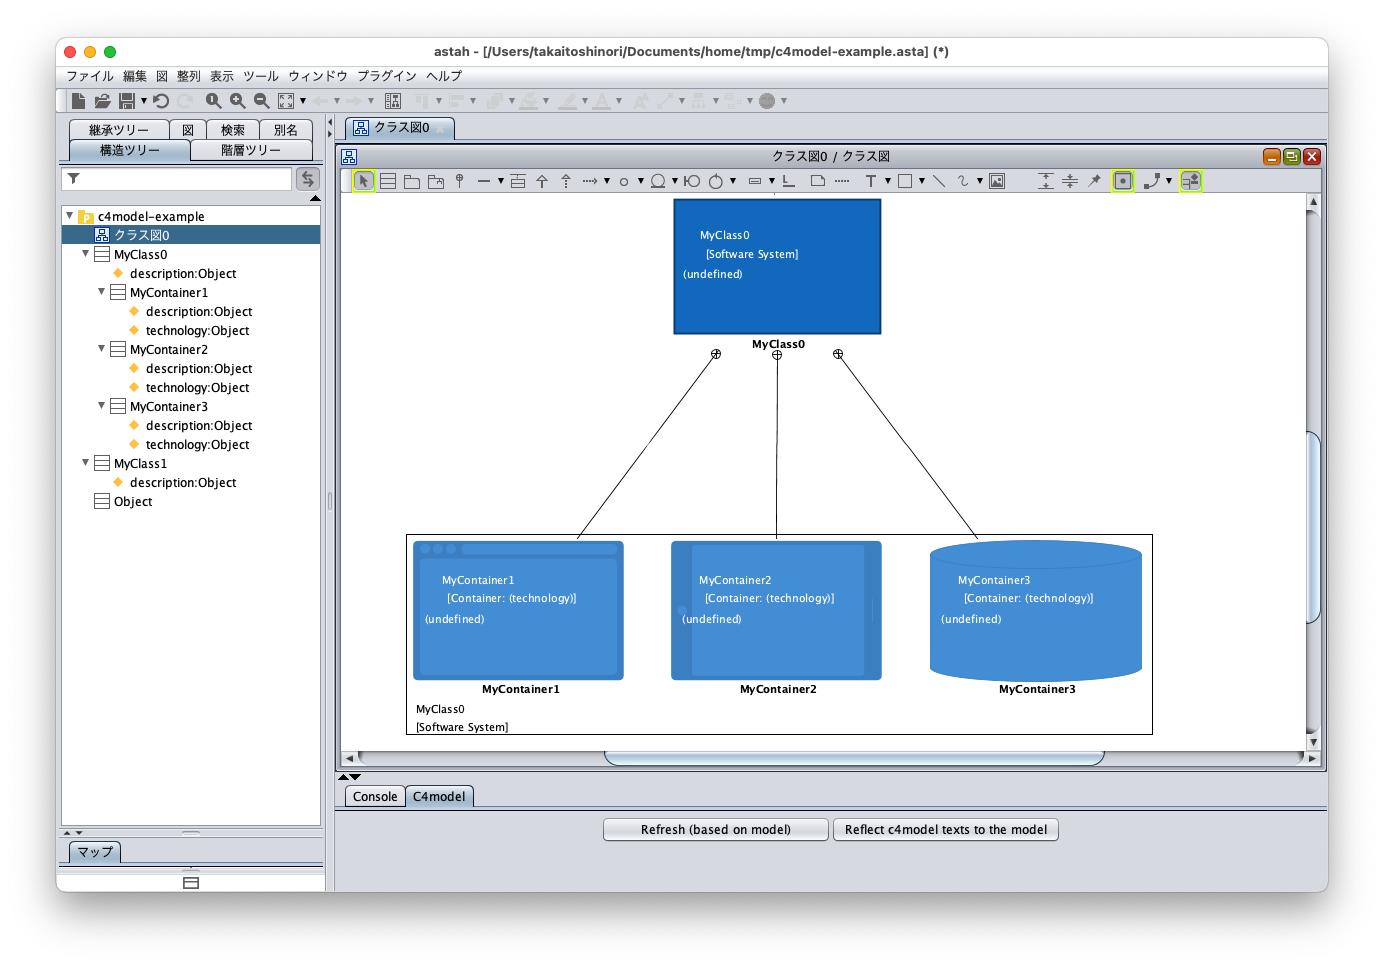 astah - [/Users/takaitoshinori/Documents/home/tmp/c4model-example.asta] (*)
ファイル 編集 図 整列 表示 ツール ウィンドウ プラグイン ヘルプ
継承ツリー 図 検索 別名
構造ツリー 階層ツリー
c4model-example
クラス図0
MyClass0
description:Object
MyContainer1
description:Object
technology:Object
MyContainer2
description:Object
technology:Object
MyContainer3
description:Object
technology:Object
MyClass1
description:Object
Object
マップ
クラス図0
クラス図0 / クラス図
MyClass0
[Software System]
(undefined)
MyClass0
MyContainer1
[Container: (technology)]
(undefined)
MyContainer1
MyContainer2
[Container: (technology)]
(undefined)
MyContainer2
MyContainer3
[Container: (technology)]
(undefined)
MyContainer3
MyClass0
[Software System]
Console C4model
Refresh (based on model) Reflect c4model texts to the model